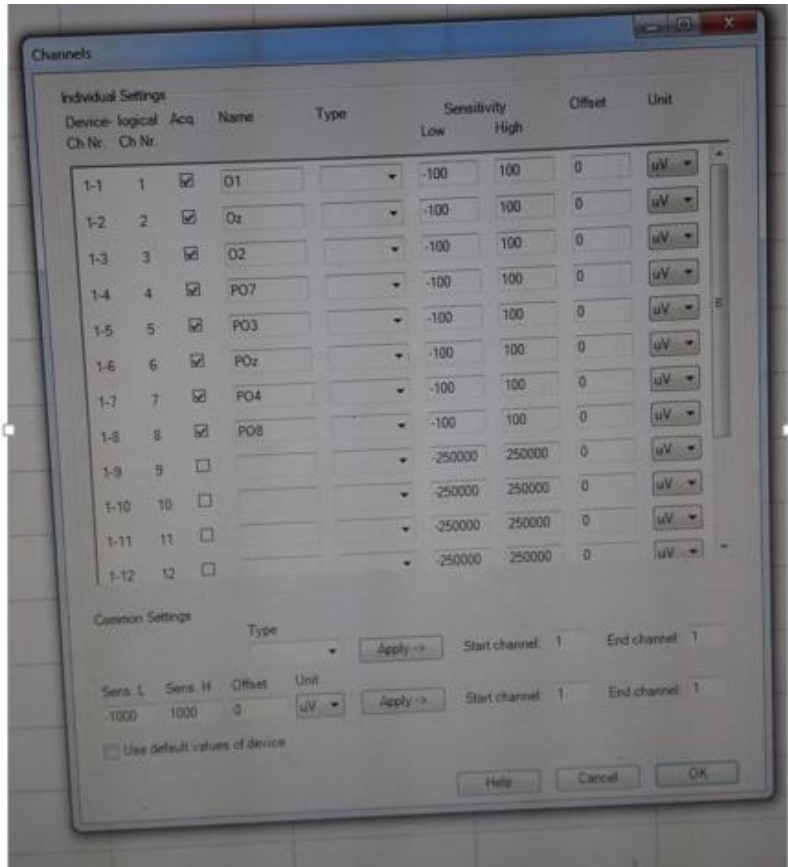 Channels
Individual Settings
Device- logical Acq. Name Type Sensitivity Offset Unit
Ch Nr. Ch Nr. Low High
1-1 1 O1 -100 100 0 uV
1-2 2 Oz -100 100 0 uV
1-3 3 O2 -100 100 0 uV
1-4 4 PO7 -100 100 0 uV
1-5 5 PO3 -100 100 0 uV
1-6 6 POz -100 100 0 uV
1-7 7 PO4 -100 100 0 uV
1-8 8 PO8 -100 100 0 uV
1-9 9 -250000 250000 0 uV
1-10 10 -250000 250000 0 uV
1-11 11 -250000 250000 0 uV
1-12 12 -250000 250000 0 uV
Common Settings
Type
Apply -> Start channel: 1 End channel: 1
Sens. L Sens. H Offset Unit
-1000 1000 0 uV Apply -> Start channel: 1 End channel: 1
Use default values of device
Help Cancel OK